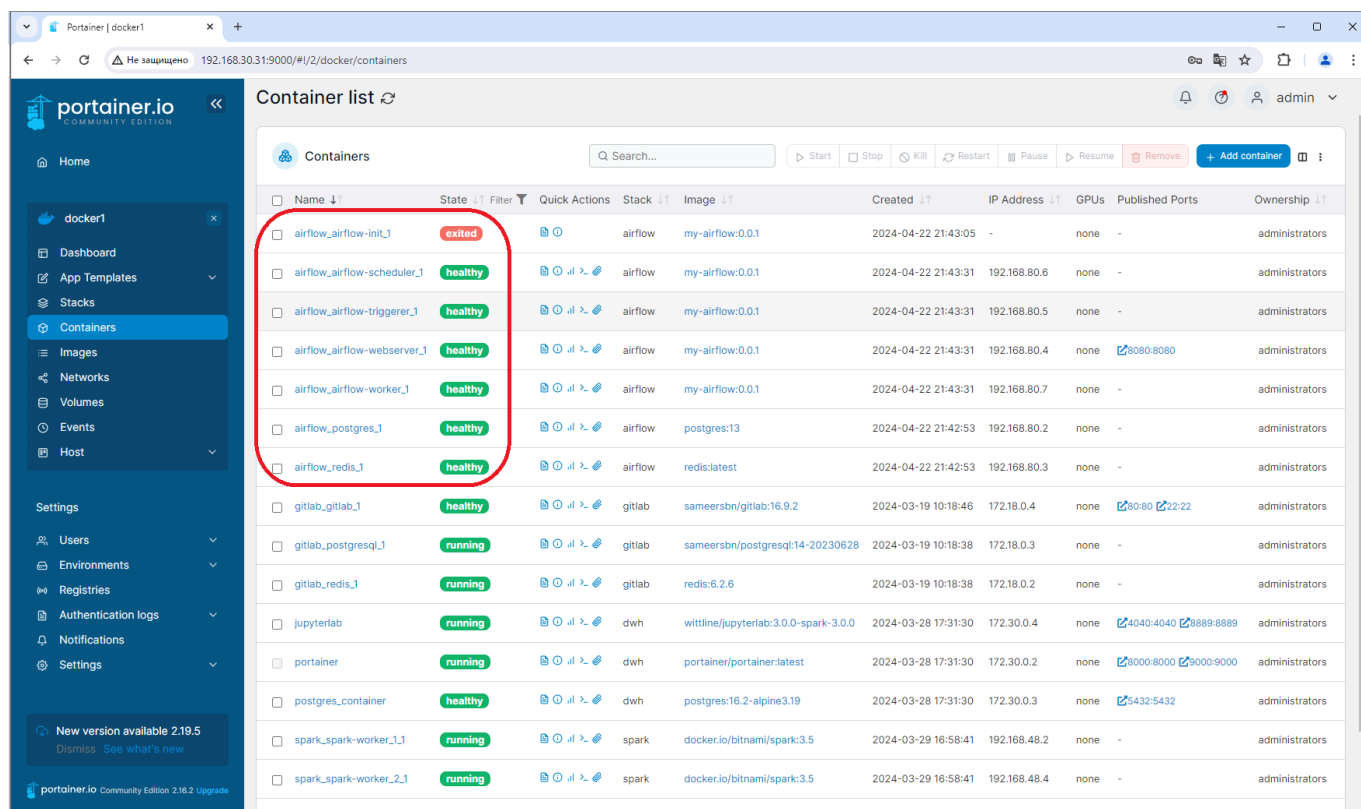 Portainer | docker1
Не защищено 192.168.30.31:9000/#!/2/docker/containers
portainer.io
COMMUNITY EDITION
Home
docker1
Dashboard
App Templates
Stacks
Containers
Images
Networks
Volumes
Events
Host
Settings
Users
Environments
Registries
Authentication logs
Notifications
Settings
New version available 2.19.5
Dismiss See what's new
portainer.io Community Edition 2.16.2 Upgrade
Container list
admin
Containers
Search...
Start Stop Kill Restart Pause Resume Remove + Add container
Name State Filter Quick Actions Stack Image Created IP Address GPUs Published Ports Ownership
airflow_airflow-init_1 exited airflow my-airflow:0.0.1 2024-04-22 21:43:05 - none - administrators
airflow_airflow-scheduler_1 healthy airflow my-airflow:0.0.1 2024-04-22 21:43:31 192.168.80.6 none - administrators
airflow_airflow-triggerer_1 healthy airflow my-airflow:0.0.1 2024-04-22 21:43:31 192.168.80.5 none - administrators
airflow_airflow-webserver_1 healthy airflow my-airflow:0.0.1 2024-04-22 21:43:31 192.168.80.4 none 8080:8080 administrators
airflow_airflow-worker_1 healthy airflow my-airflow:0.0.1 2024-04-22 21:43:31 192.168.80.7 none - administrators
airflow_postgres_1 healthy airflow postgres:13 2024-04-22 21:42:53 192.168.80.2 none - administrators
airflow_redis_1 healthy airflow redis:latest 2024-04-22 21:42:53 192.168.80.3 none - administrators
gitlab_gitlab_1 healthy gitlab sameersbn/gitlab:16.9.2 2024-03-19 10:18:46 172.18.0.4 none 80:80 22:22 administrators
gitlab_postgresql_1 running gitlab sameersbn/postgresql:14-20230628 2024-03-19 10:18:38 172.18.0.3 none - administrators
gitlab_redis_1 running gitlab redis:6.2.6 2024-03-19 10:18:38 172.18.0.2 none - administrators
jupyterlab running dwh wittline/jupyterlab:3.0.0-spark-3.0.0 2024-03-28 17:31:30 172.30.0.4 none 4040:4040 8889:8889 administrators
portainer running dwh portainer/portainer:latest 2024-03-28 17:31:30 172.30.0.2 none 8000:8000 9000:9000 administrators
postgres_container healthy dwh postgres:16.2-alpine3.19 2024-03-28 17:31:30 172.30.0.3 none 5432:5432 administrators
spark_spark-worker_1_1 running spark docker.io/bitnami/spark:3.5 2024-03-29 16:58:41 192.168.48.2 none - administrators
spark_spark-worker_2_1 running spark docker.io/bitnami/spark:3.5 2024-03-29 16:58:41 192.168.48.4 none - administrators